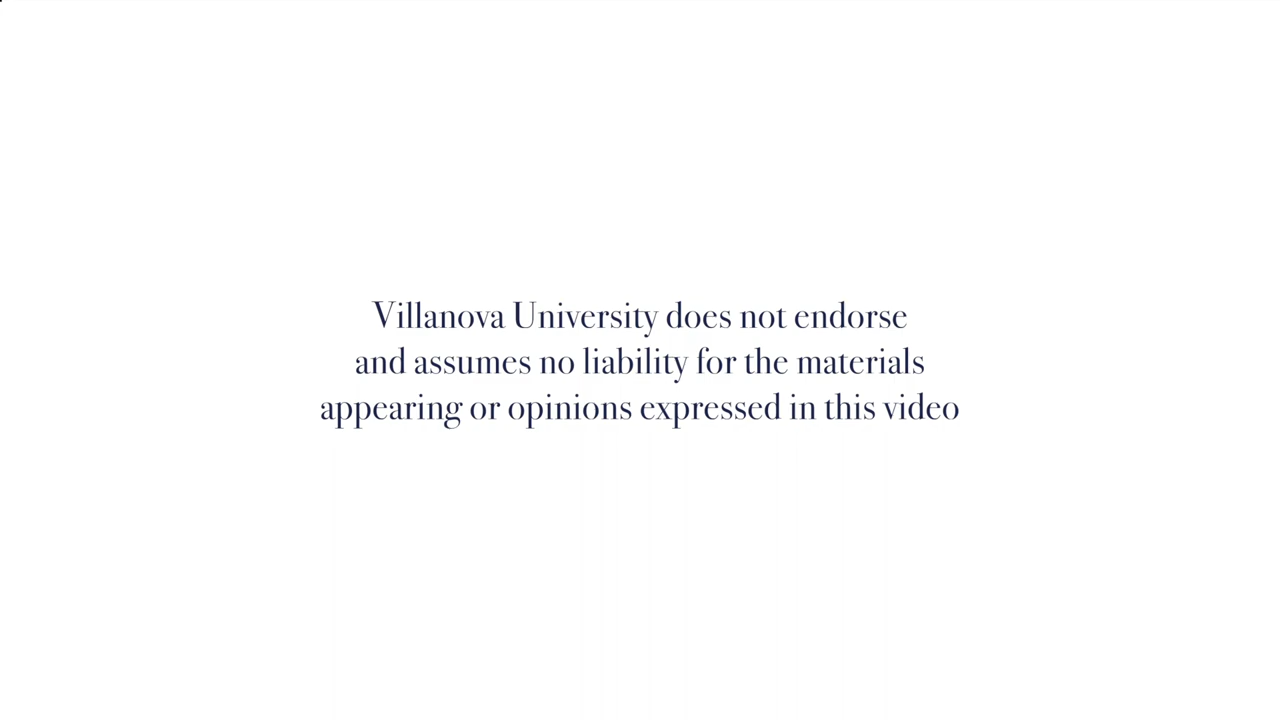 Villanova University does not endorse
and assumes no liability for the materials
appearing or opinions expressed in this video